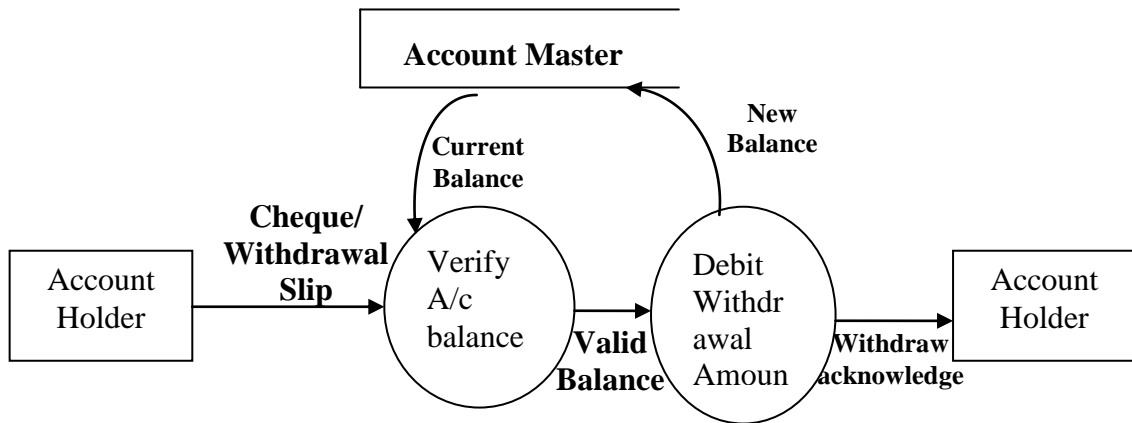 Account Master
New
Balance
Current
Balance
Cheque/
Withdrawal
Slip
Account
Holder
Verify
A/c
balance
Valid
Balance
Debit
Withdr
awal
Amoun
Withdraw
acknowledge
Account
Holder